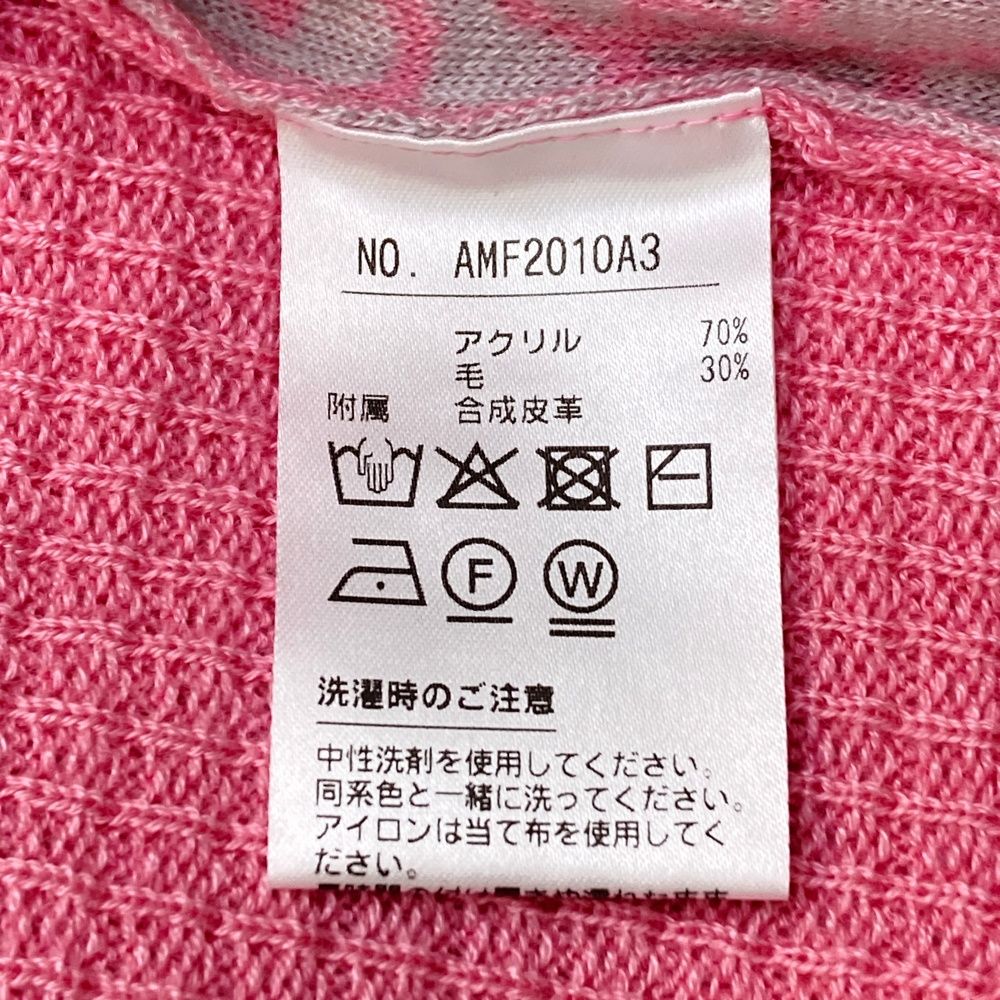 NO. AMF2010A3
アクリル 70%
毛 30%
附属 合成皮革
F W
洗濯時のご注意
中性洗剤を使用してください。
同系色と一緒に洗ってください。
アイロンは当て布を使用してく
ださい。